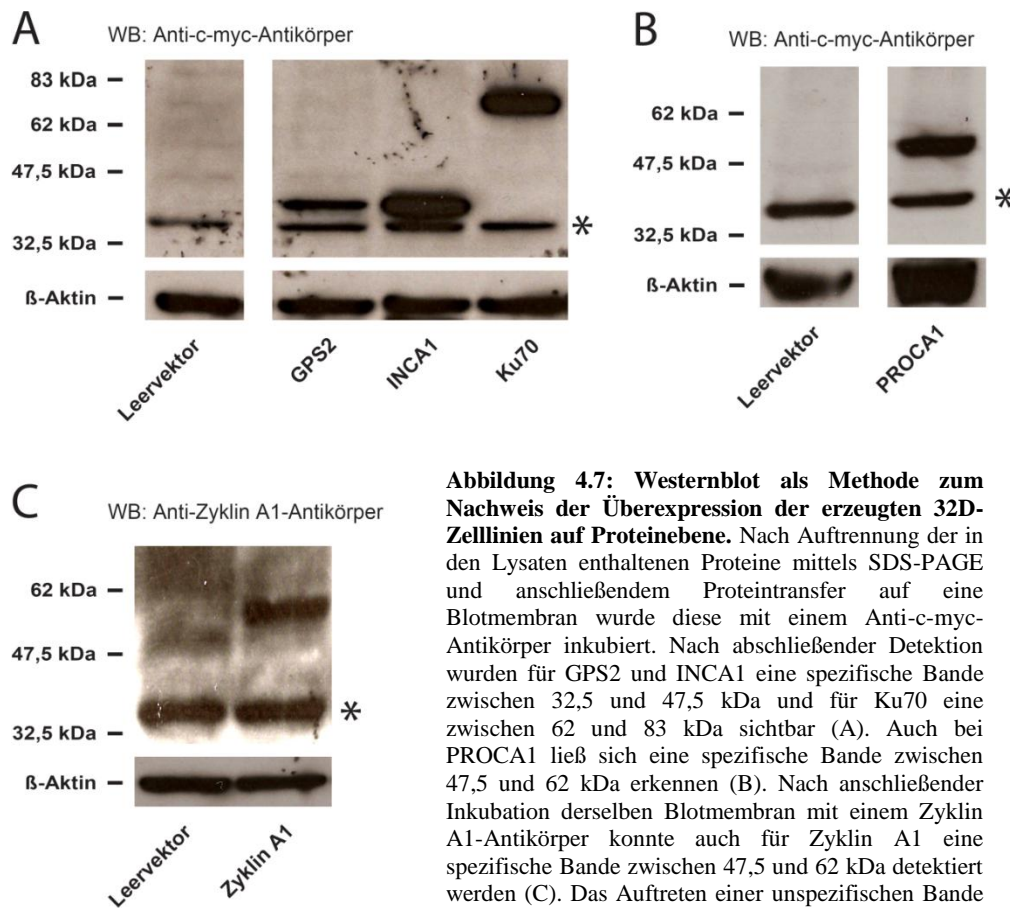 A
WB: Anti-c-myc-Antikörper
83 kDa
62 kDa
47,5 kDa
32,5 kDa
*
ß-Aktin
Leervektor
GPS2
INCA1
Ku70
B
WB: Anti-c-myc-Antikörper
62 kDa
47,5 kDa
32,5 kDa
*
ß-Aktin
Leervektor
PROCA1
C
WB: Anti-Zyklin A1-Antikörper
62 kDa
47,5 kDa
32,5 kDa
*
ß-Aktin
Leervektor
Zyklin A1
Abbildung 4.7: Westernblot als Methode zum
Nachweis der Überexpression der erzeugten 32D-
Zelllinien auf Proteinebene. Nach Auftrennung der in
den Lysaten enthaltenen Proteine mittels SDS-PAGE
und anschließendem Proteintransfer auf eine
Blotmembran wurde diese mit einem Anti-c-myc-
Antikörper inkubiert. Nach abschließender Detektion
wurden für GPS2 und INCA1 eine spezifische Bande
zwischen 32,5 und 47,5 kDa und für Ku70 eine
zwischen 62 und 83 kDa sichtbar (A). Auch bei
PROCA1 ließ sich eine spezifische Bande zwischen
47,5 und 62 kDa erkennen (B). Nach anschließender
Inkubation derselben Blotmembran mit einem Zyklin
A1-Antikörper konnte auch für Zyklin A1 eine
spezifische Bande zwischen 47,5 und 62 kDa detektiert
werden (C). Das Auftreten einer unspezifischen Bande